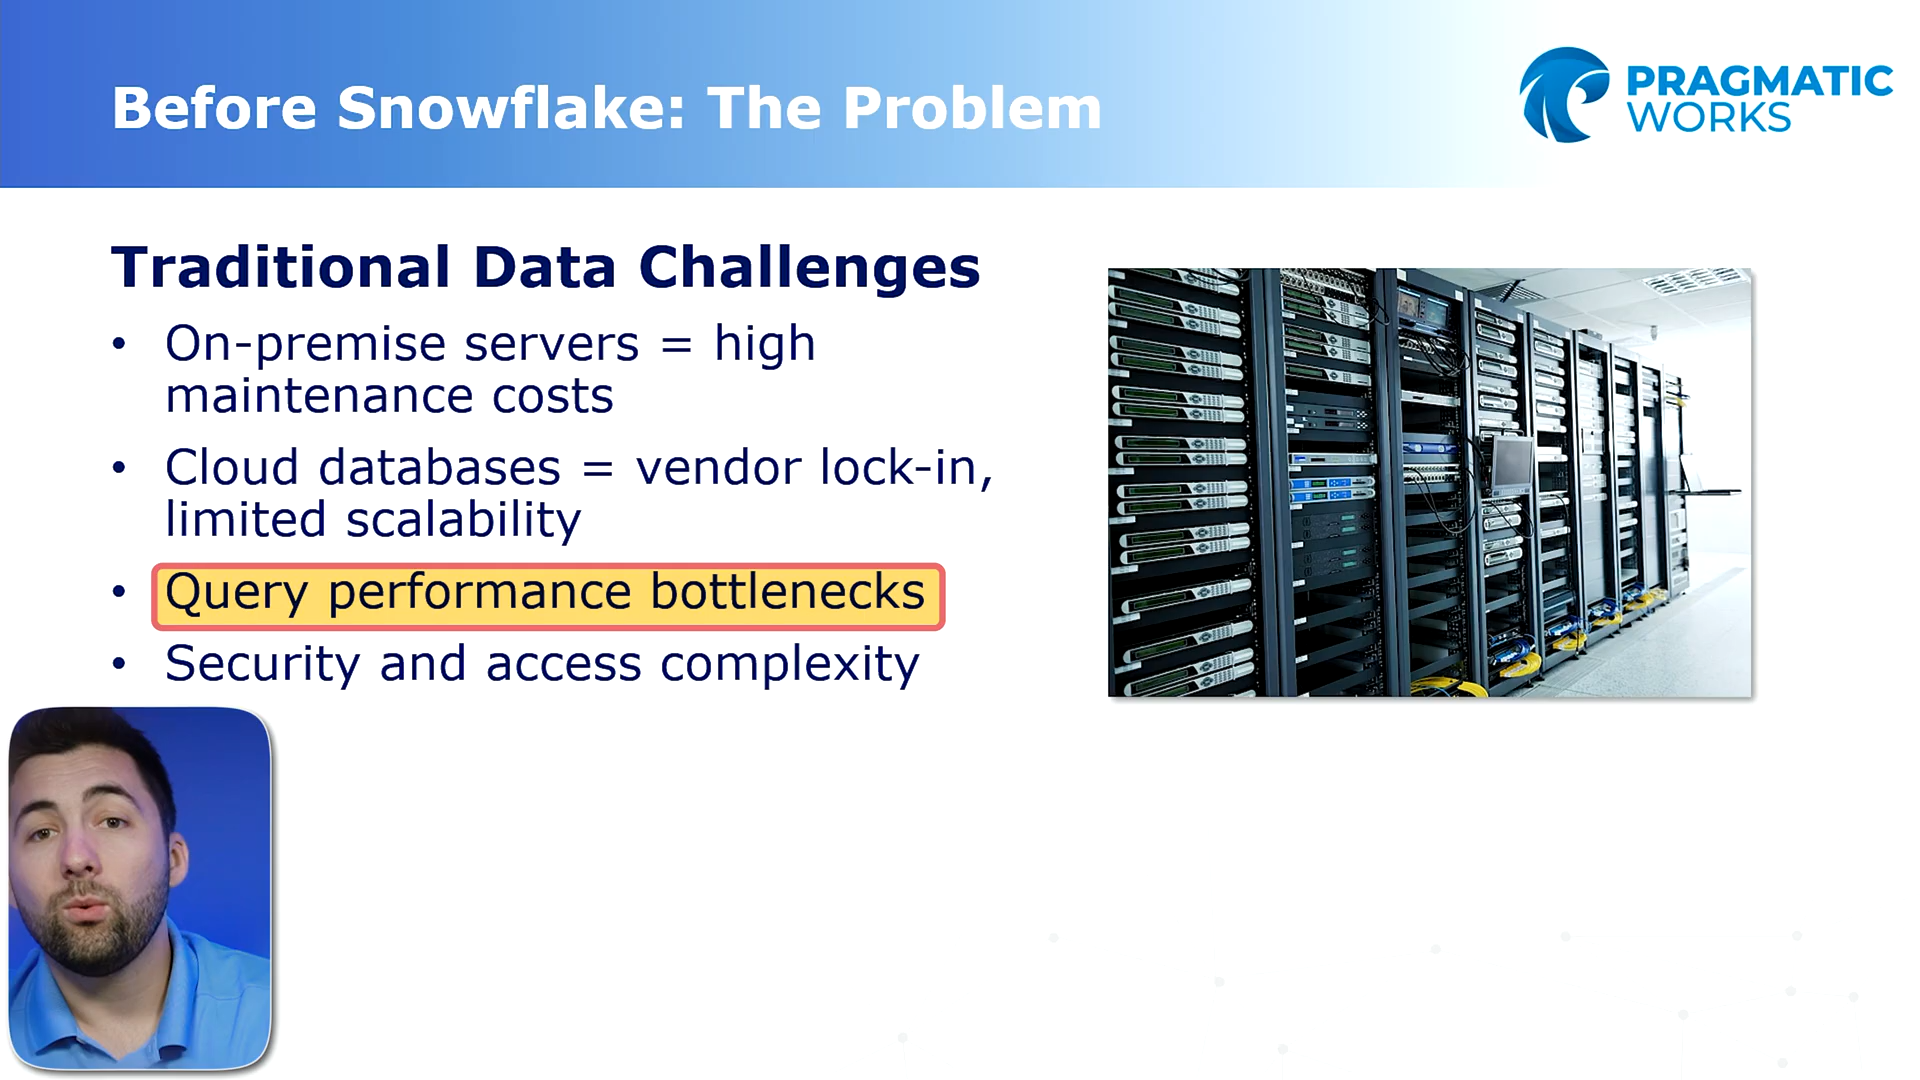 Before Snowflake: The Problem
PRAGMATIC
WORKS
Traditional Data Challenges
• On-premise servers = high
maintenance costs
• Cloud databases = vendor lock-in,
limited scalability
• Query performance bottlenecks
• Security and access complexity